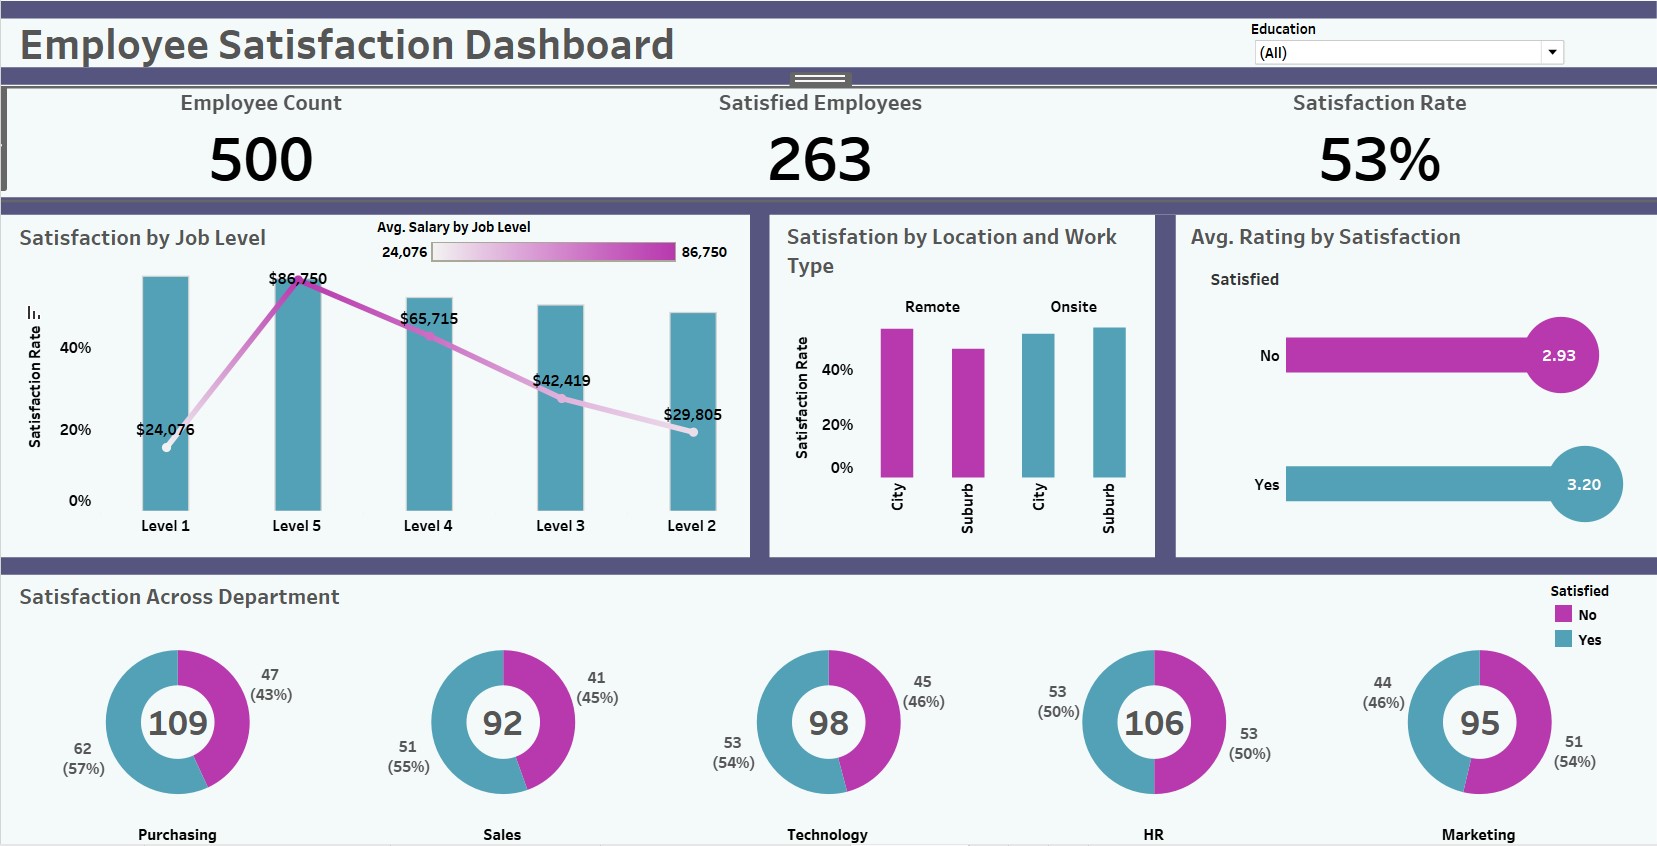 Employee Satisfaction Dashboard
Education
(All)
Employee Count
500
Satisfied Employees
263
Satisfaction Rate
53%
Satisfaction by Job Level
Avg. Salary by Job Level
24,076
86,750
Satisfaction Rate
40%
20%
0%
$24,076
$86,750
$65,715
$42,419
$29,805
Level 1
Level 5
Level 4
Level 3
Level 2
Satisfation by Location and Work
Type
Remote
Onsite
Satisfaction Rate
40%
20%
0%
City
Suburb
City
Suburb
Avg. Rating by Satisfaction
Satisfied
No
2.93
Yes
3.20
Satisfaction Across Department
Satisfied
No
Yes
47
(43%)
109
62
(57%)
Purchasing
41
(45%)
92
51
(55%)
Sales
45
(46%)
98
53
(54%)
Technology
53
(50%)
106
53
(50%)
HR
44
(46%)
95
51
(54%)
Marketing